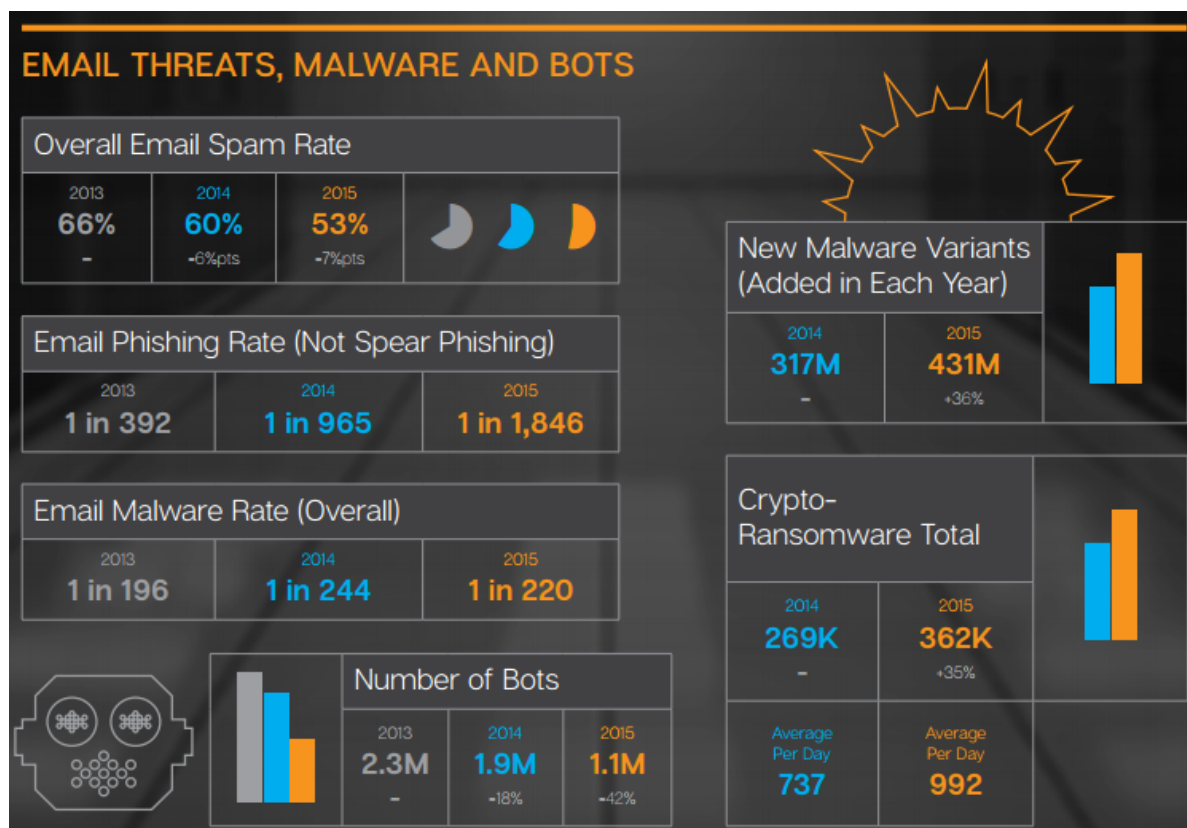 EMAIL THREATS, MALWARE AND BOTS
Overall Email Spam Rate
2013 2014 2015
66% 60% 53%
– -6%pts -7%pts
Email Phishing Rate (Not Spear Phishing)
2013 2014 2015
1 in 392 1 in 965 1 in 1,846
Email Malware Rate (Overall)
2013 2014 2015
1 in 196 1 in 244 1 in 220
Number of Bots
2013 2014 2015
2.3M 1.9M 1.1M
– -18% -42%
New Malware Variants
(Added in Each Year)
2014 2015
317M 431M
– +36%
Crypto-
Ransomware Total
2014 2015
269K 362K
– +35%
Average Average
Per Day Per Day
737 992